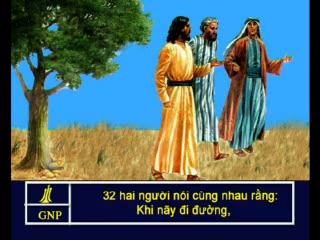 32 hai người nói cùng nhau rằng:
Khi nãy đi đường,
GNP